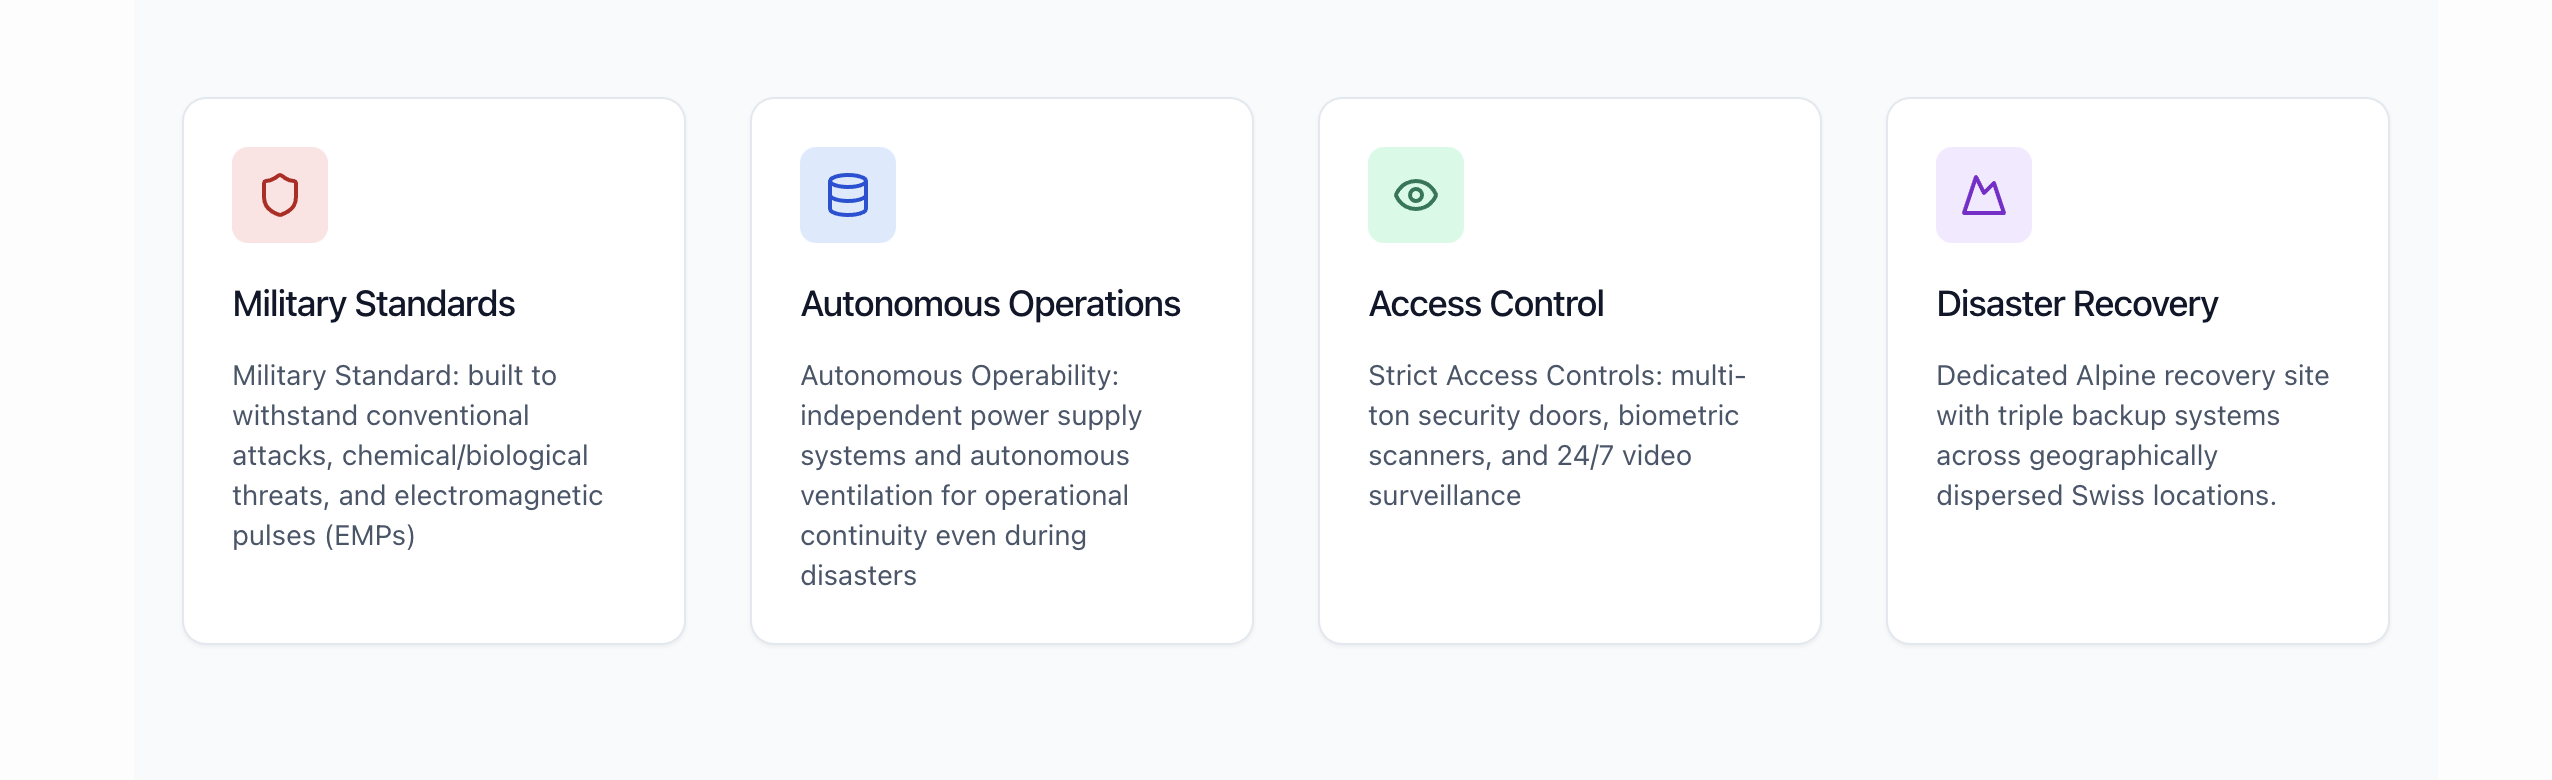 Military Standards
Military Standard: built to
withstand conventional
attacks, chemical/biological
threats, and electromagnetic
pulses (EMPs)
Autonomous Operations
Autonomous Operability:
independent power supply
systems and autonomous
ventilation for operational
continuity even during
disasters
Access Control
Strict Access Controls: multi-
ton security doors, biometric
scanners, and 24/7 video
surveillance
Disaster Recovery
Dedicated Alpine recovery site
with triple backup systems
across geographically
dispersed Swiss locations.